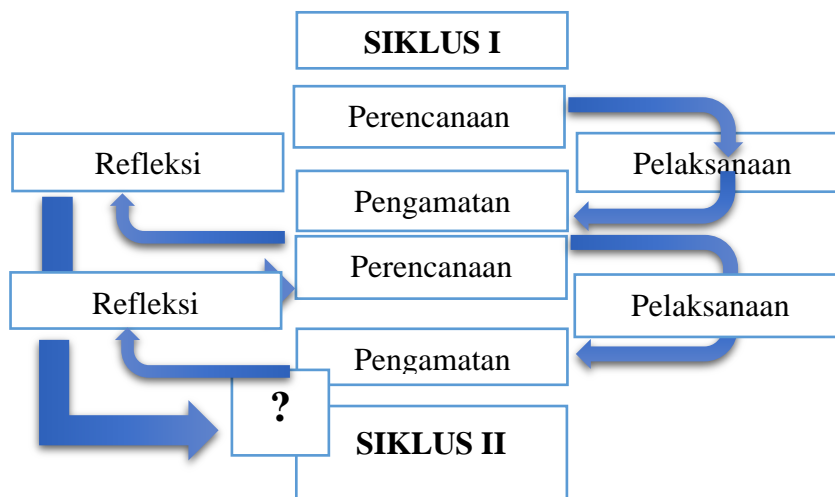 SIKLUS I
Perencanaan
Refleksi
Pelaksanaan
Pengamatan
Perencanaan
Refleksi
Pelaksanaan
Pengamatan
?
SIKLUS II